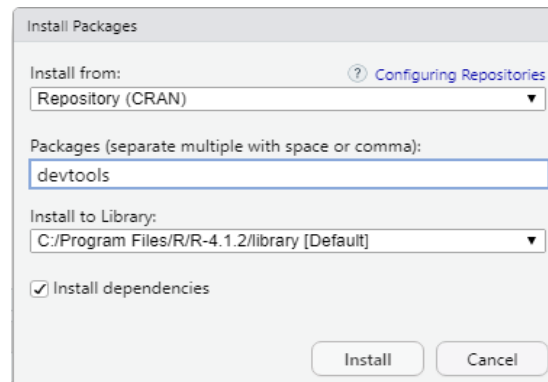 Install Packages
Install from:
? Configuring Repositories
Repository (CRAN)
Packages (separate multiple with space or comma):
devtools
Install to Library:
C:/Program Files/R/R-4.1.2/library [Default]
Install dependencies
Install
Cancel